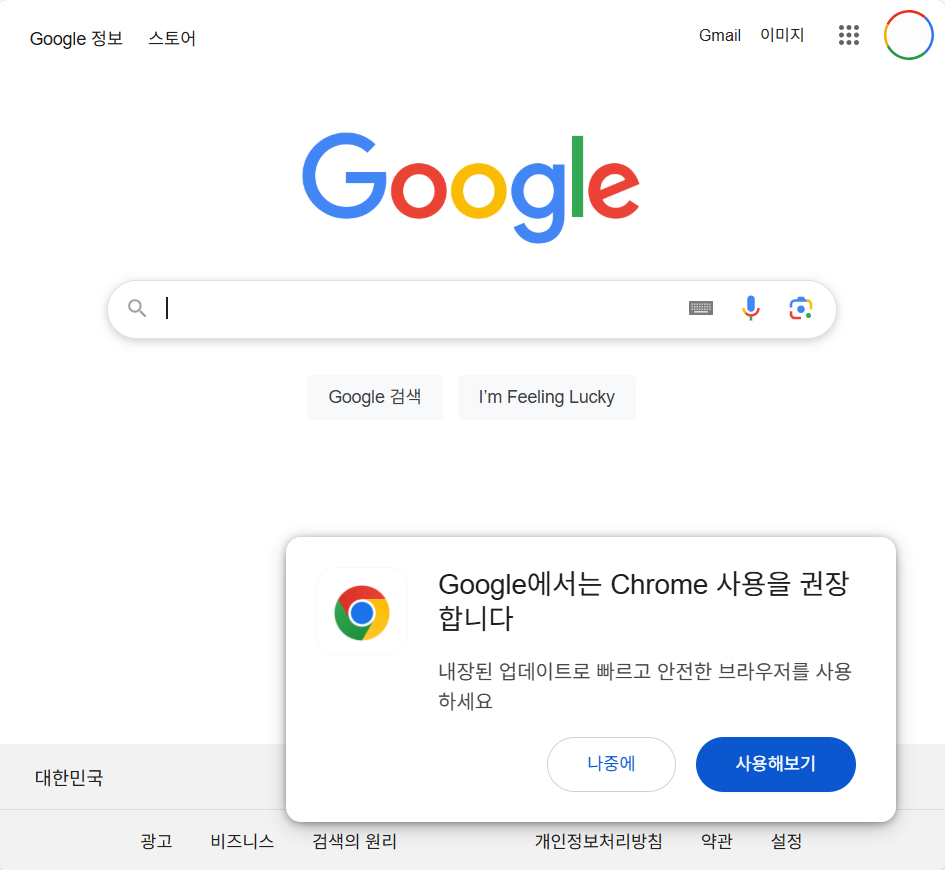 Google 정보 스토어 Gmail 이미지
Google
Google 검색 I'm Feeling Lucky
Google에서는 Chrome 사용을 권장
합니다
내장된 업데이트로 빠르고 안전한 브라우저를 사용
하세요
나중에 사용해보기
대한민국
광고 비즈니스 검색의 원리 개인정보처리방침 약관 설정